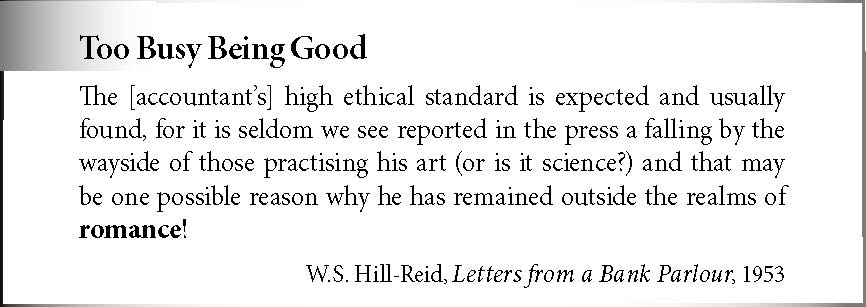 Too Busy Being Good
The [accountant's] high ethical standard is expected and usually
found, for it is seldom we see reported in the press a falling by the
wayside of those practising his art (or is it science?) and that may
be one possible reason why he has remained outside the realms of
romance!
W.S. Hill-Reid, Letters from a Bank Parlour, 1953